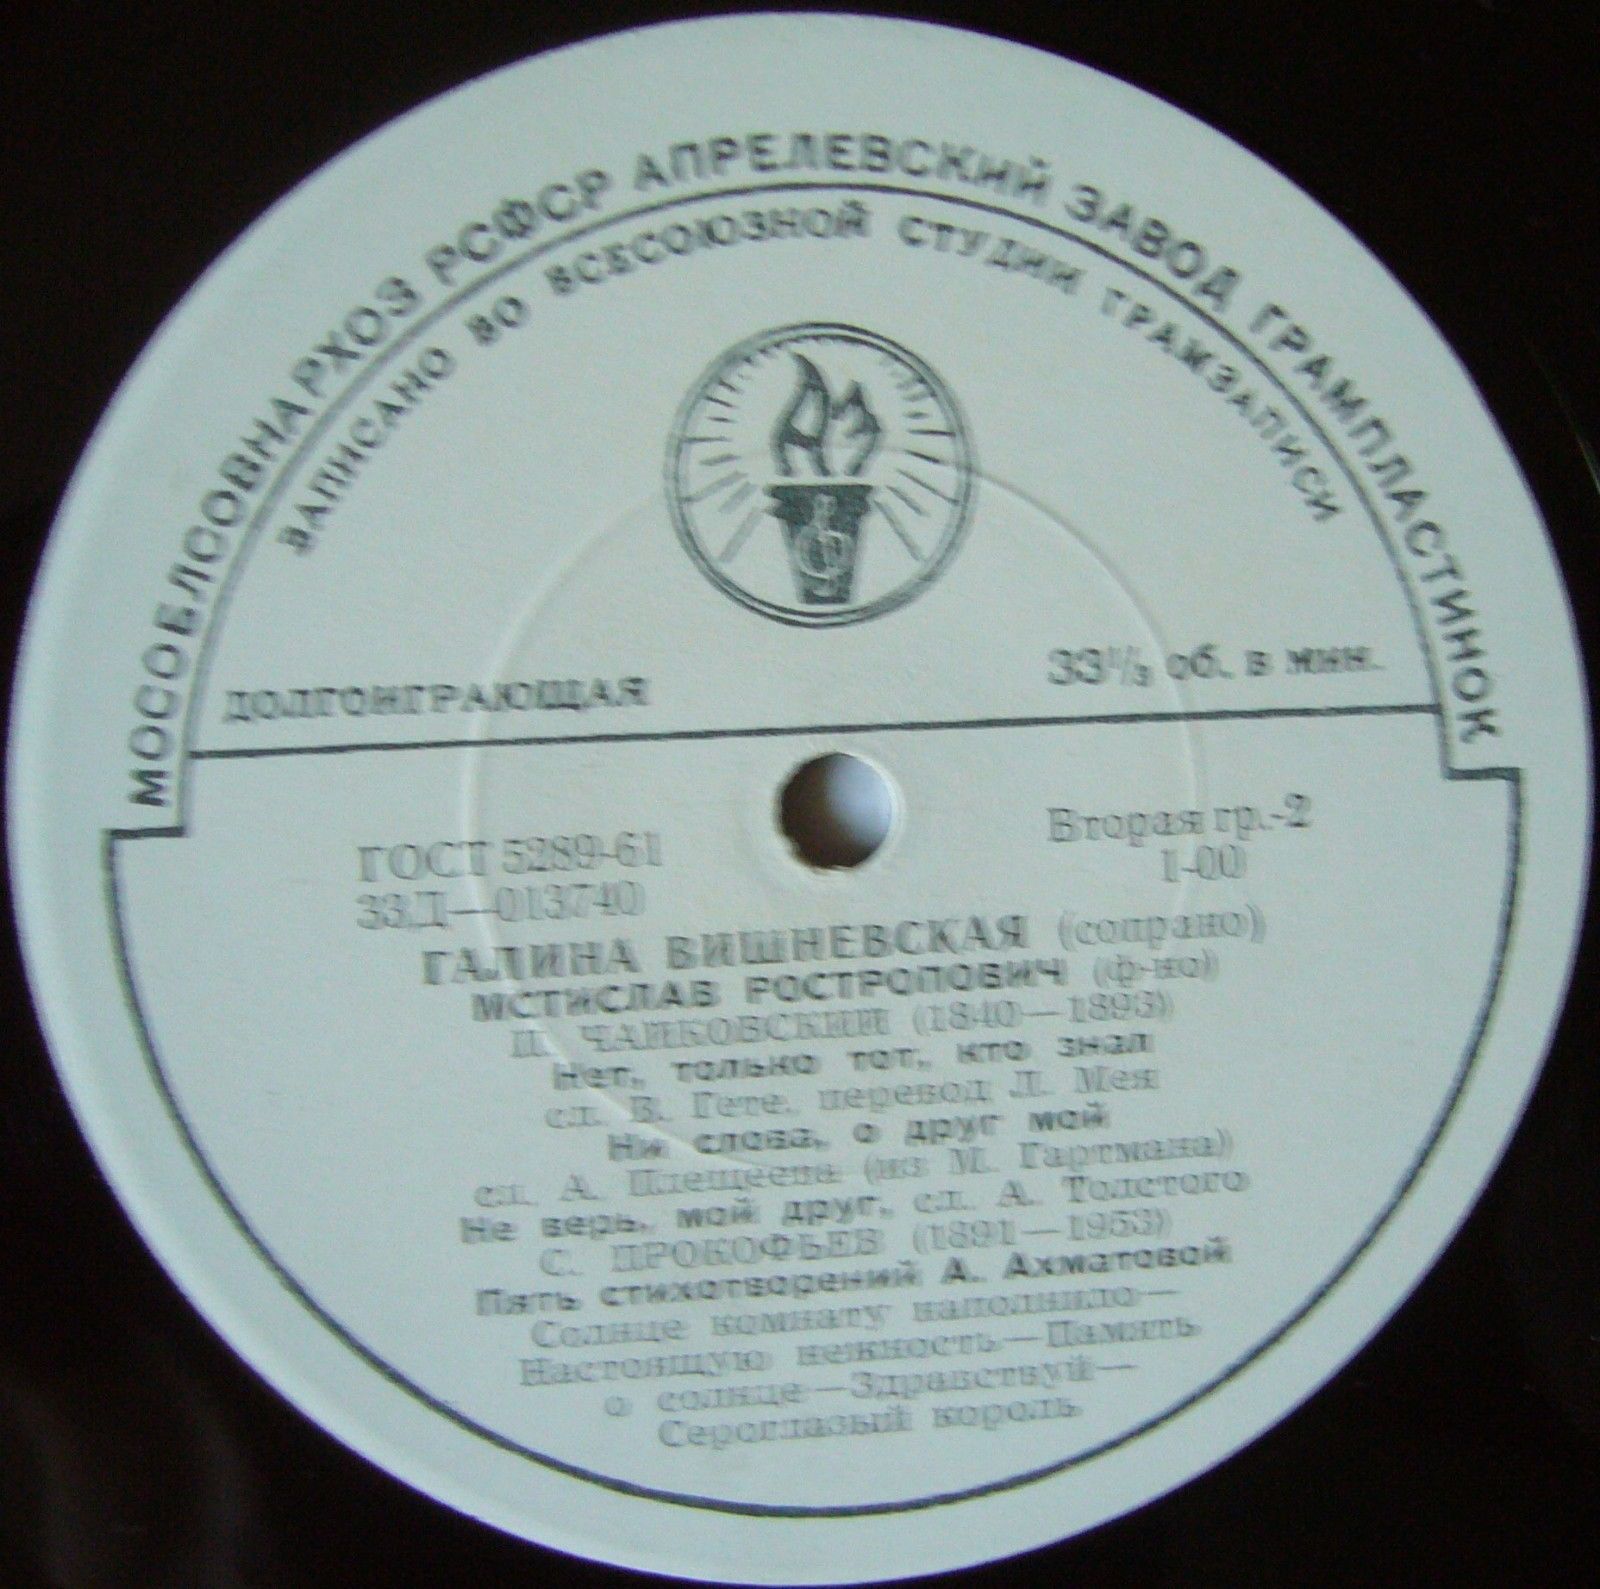 МОСОБЛСОВНАРХОЗ РСФСР АПРЕЛЕВСКИЙ ЗАВОД ГРАМПЛАСТИНОК
ЗАПИСАНО ВО ВСЕСОЮЗНОЙ СТУДИИ ГРАМЗАПИСИ
ДОЛГОИГРАЮЩАЯ
33⅓ об. в мин.
ГОСТ 5289-61
33Д—013740
Вторая гр.-2
1-00
ГАЛИНА ВИШНЕВСКАЯ (сопрано)
МСТИСЛАВ РОСТРОПОВИЧ (ф-но)
П. ЧАЙКОВСКИЙ (1840—1893)
Нет, только тот, кто знал
сл. В. Гете, перевод Л. Мея
Ни слова, о друг мой
сл. А. Плещеева (из М. Гартмана)
Не верь, мой друг, сл. А. Толстого
С. ПРОКОФЬЕВ (1891—1953)
Пять стихотворений А. Ахматовой
Солнце комнату наполнило—
Настоящую нежность—Память
о солнце—Здравствуй—
Сероглазый король